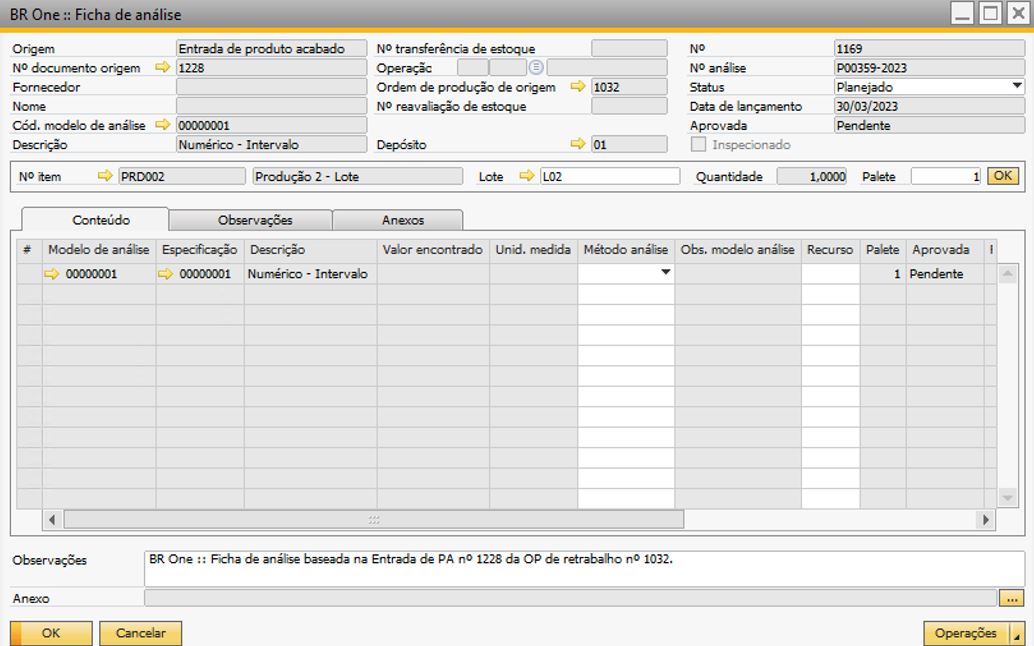 BR One :: Ficha de análise
Origem Entrada de produto acabado Nº transferência de estoque Nº 1169
Nº documento origem 1228 Operação Nº análise P00359-2023
Fornecedor Ordem de produção de origem 1032 Status Planejado
Nome Nº reavaliação de estoque Data de lançamento 30/03/2023
Cód. modelo de análise 00000001 Aprovada Pendente
Descrição Numérico - Intervalo Depósito 01 Inspecionado
Nº item PRD002 Produção 2 - Lote Lote L02 Quantidade 1,0000 Palete 1 OK
Conteúdo Observações Anexos
# Modelo de análise Especificação Descrição Valor encontrado Unid. medida Método análise Obs. modelo análise Recurso Palete Aprovada
00000001 00000001 Numérico - Intervalo 1 Pendente
Observações BR One :: Ficha de análise baseada na Entrada de PA nº 1228 da OP de retrabalho nº 1032.
Anexo ...
OK Cancelar Operações